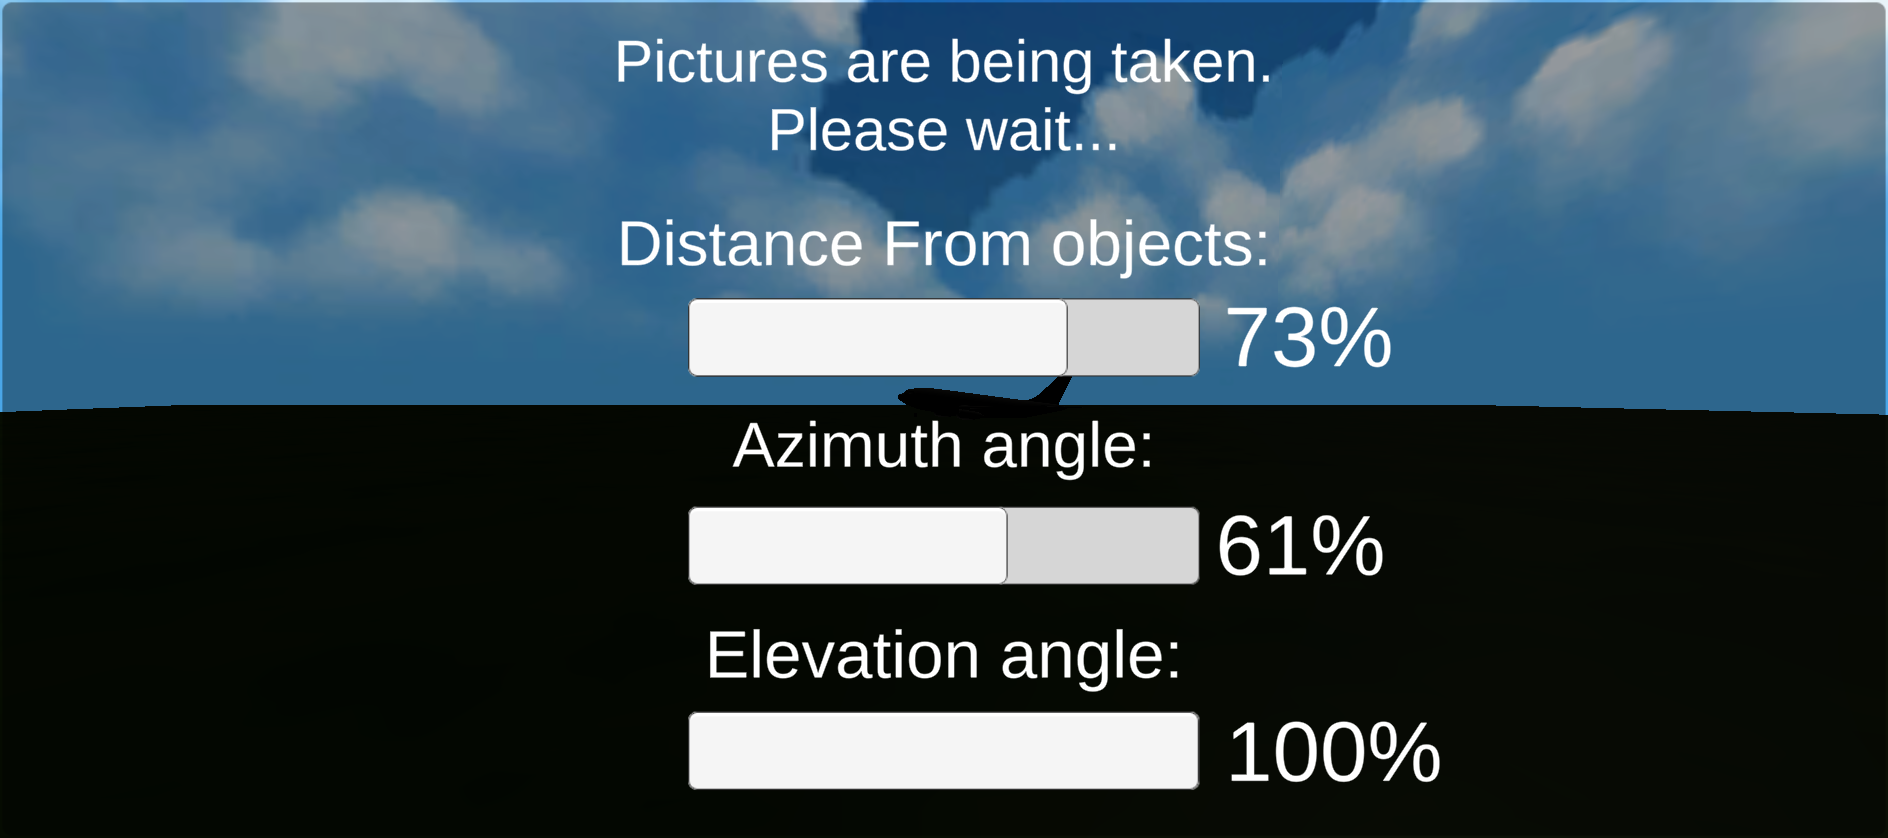 Pictures are being taken.
Please wait...
Distance From objects:
73%
Azimuth angle:
61%
Elevation angle:
100%